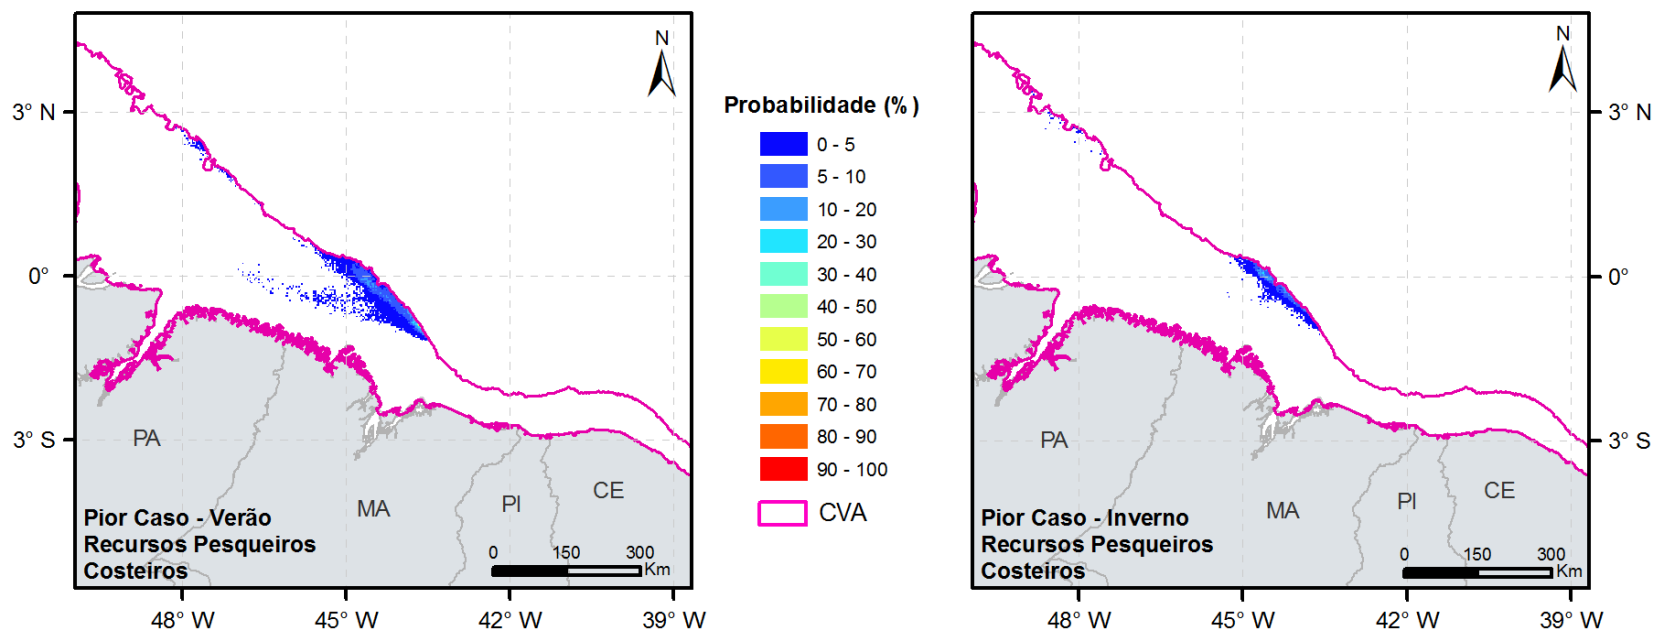 N
3° N
0°
3° S
PA
MA
PI
CE
Pior Caso - Verão
Recursos Pesqueiros
Costeiros
0 150 300
Km
48° W 45° W 42° W 39° W
Probabilidade (%)
0 - 5
5 - 10
10 - 20
20 - 30
30 - 40
40 - 50
50 - 60
60 - 70
70 - 80
80 - 90
90 - 100
CVA
N
3° N
0°
3° S
PA
MA
PI
CE
Pior Caso - Inverno
Recursos Pesqueiros
Costeiros
0 150 300
Km
48° W 45° W 42° W 39° W